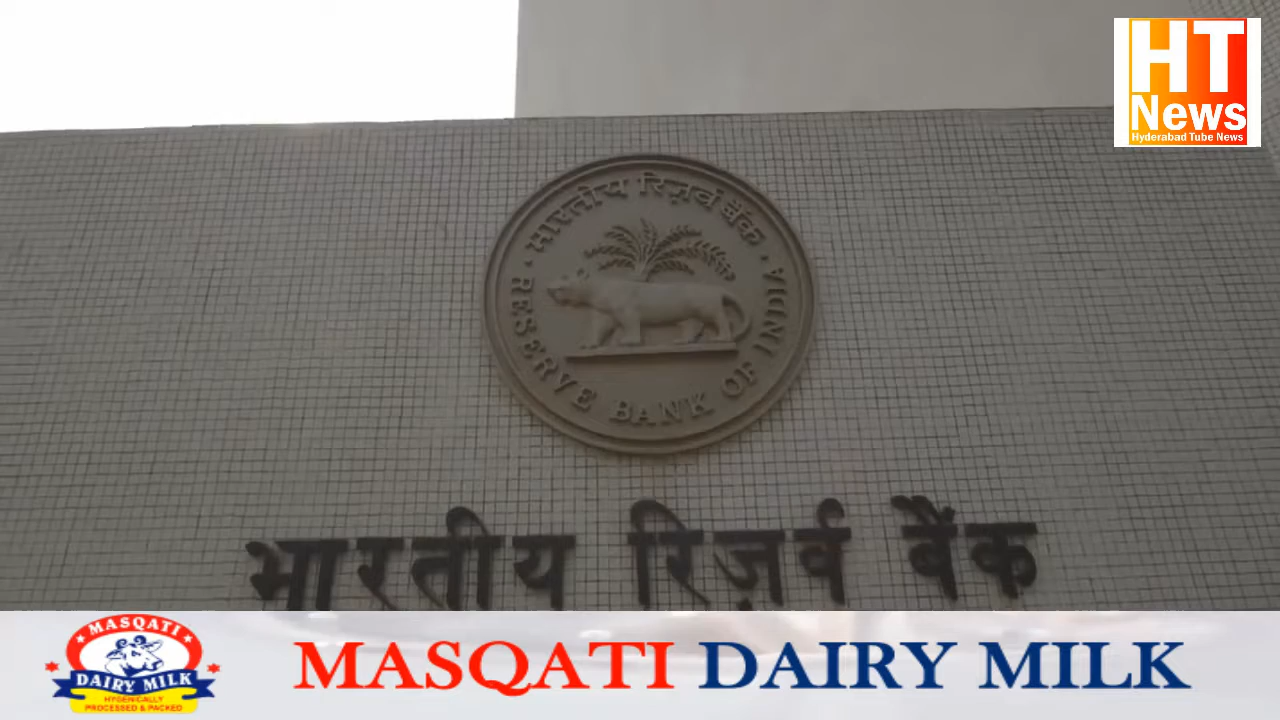 HT
News
Hyderabad Tube News
भारतीय रिज़र्व बैंक
RESERVE BANK OF INDIA
भारतीय रिज़र्व बैंक
MASQATI
DAIRY MILK
HYGENICALLY
PROCESSED & PACKED
MASQATI DAIRY MILK